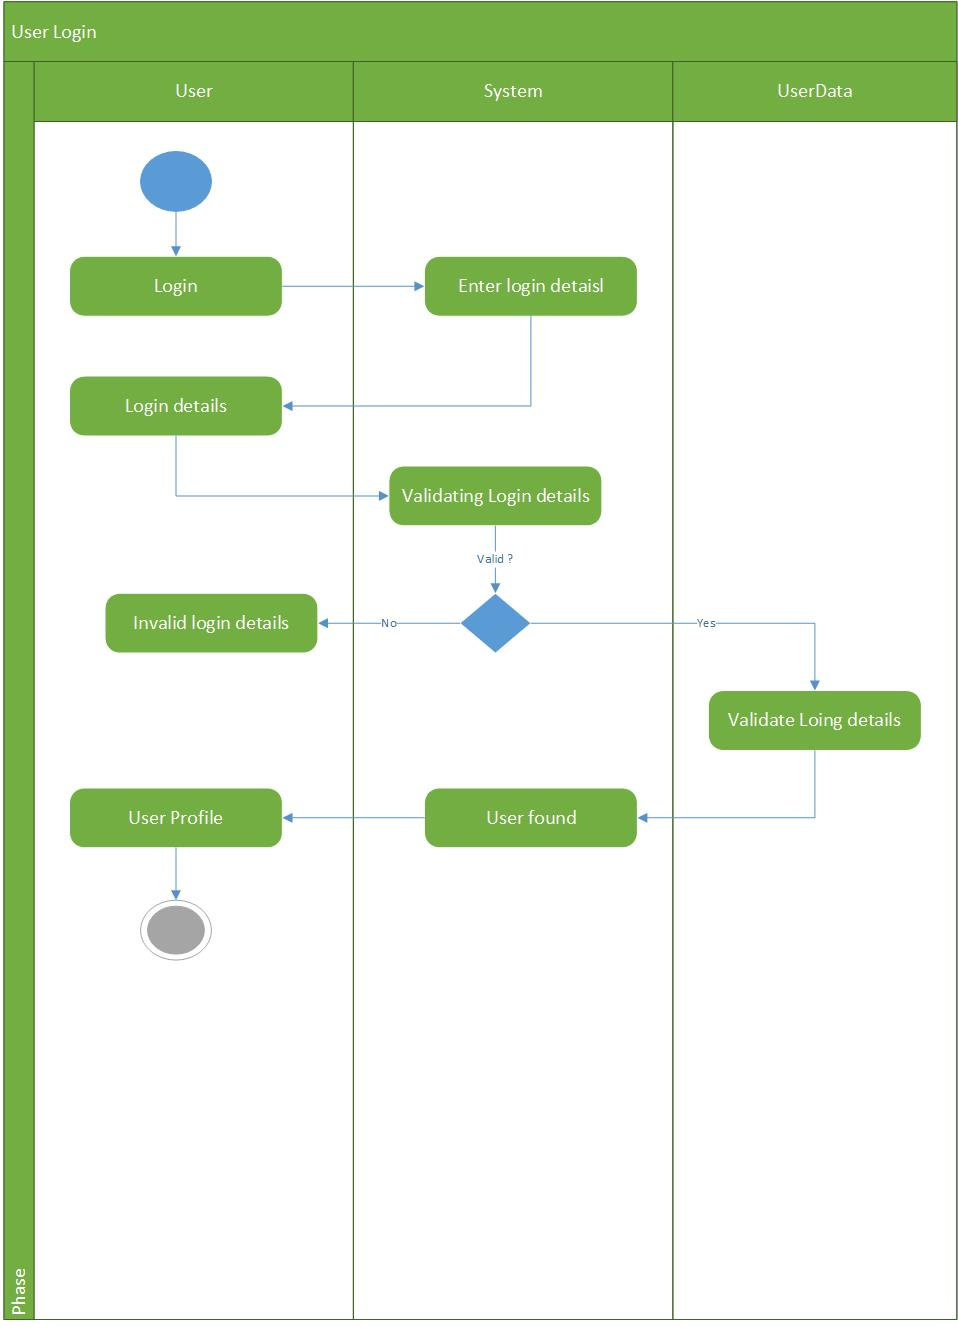 User Login
User
System
UserData
Login
Enter login detaisl
Login details
Validating Login details
Valid ?
Invalid login details
No
Yes
Validate Loing details
User Profile
User found
Phase